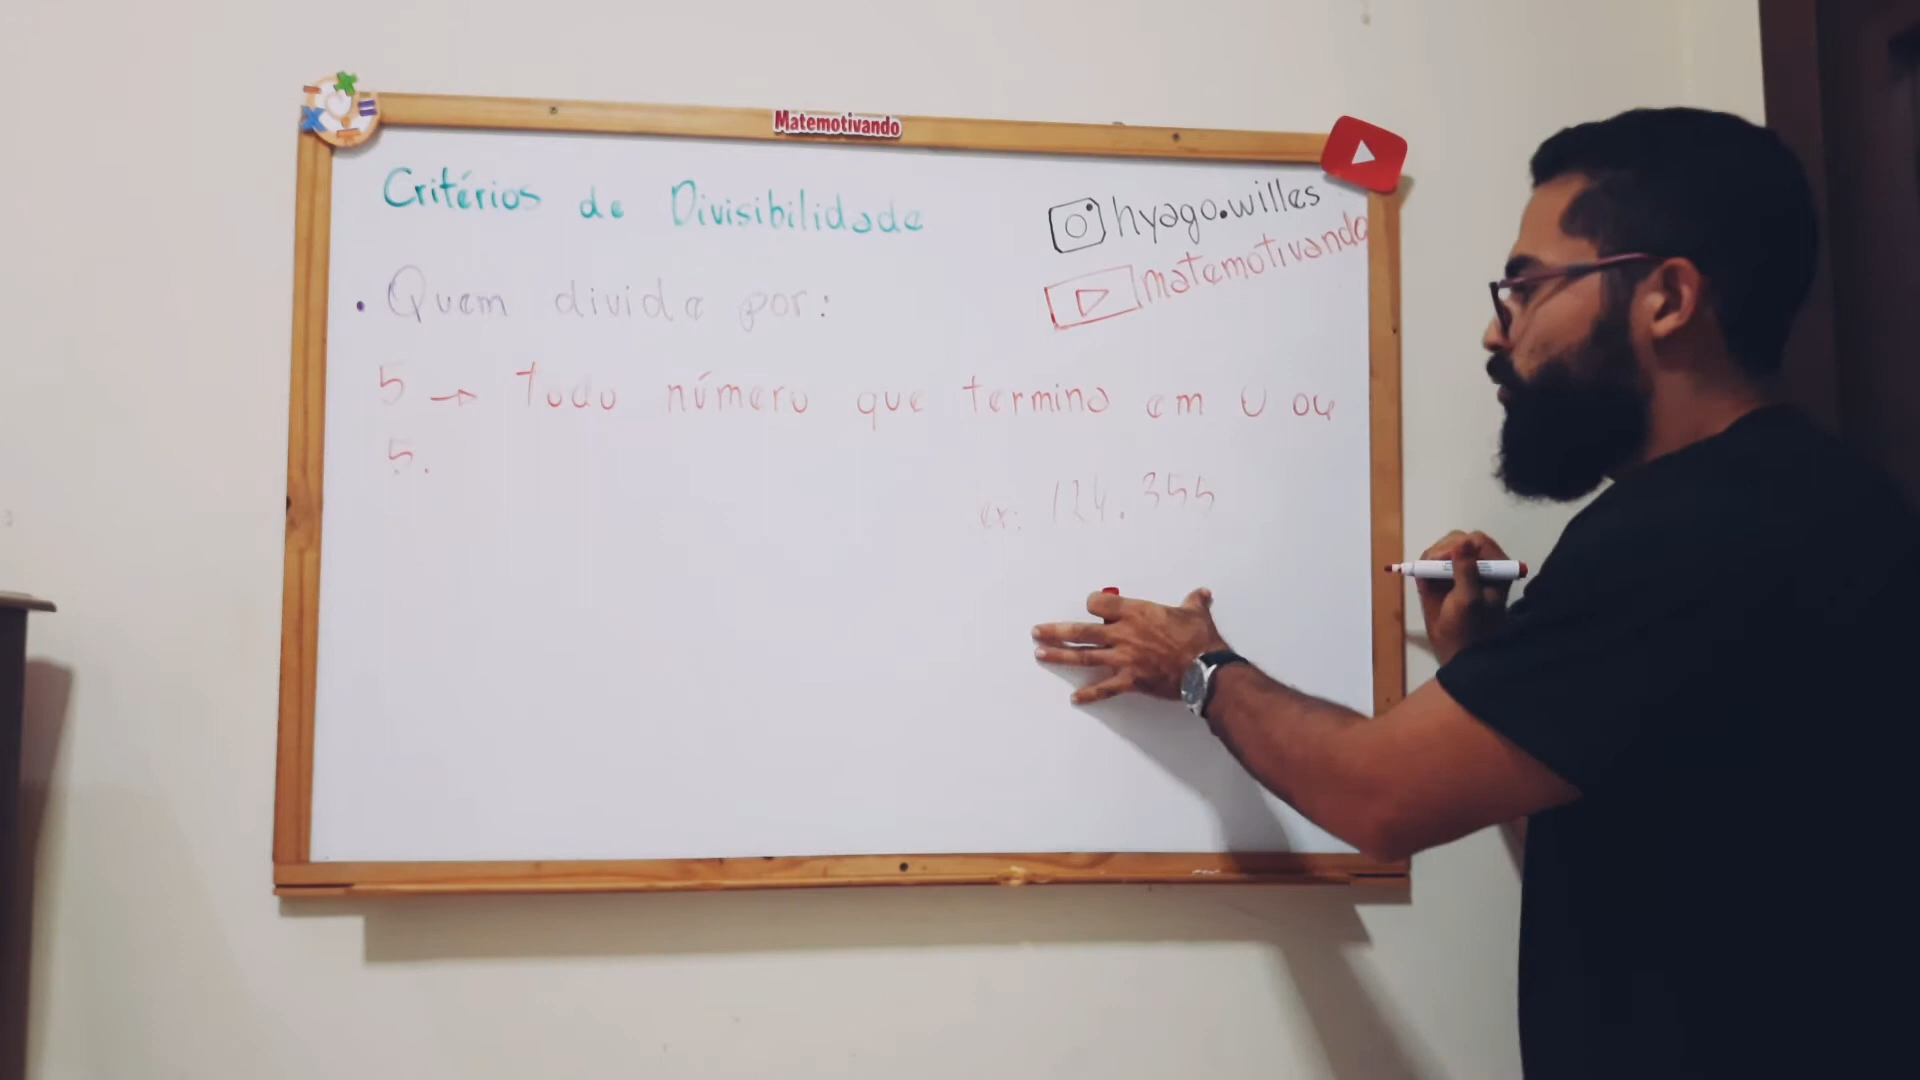 Matemotivando
Critérios de Divisibilidade
hyago.willes
matemotivando
• Quem divide por:
5 → Todo número que termina em 0 ou
5.
ex: 124.355